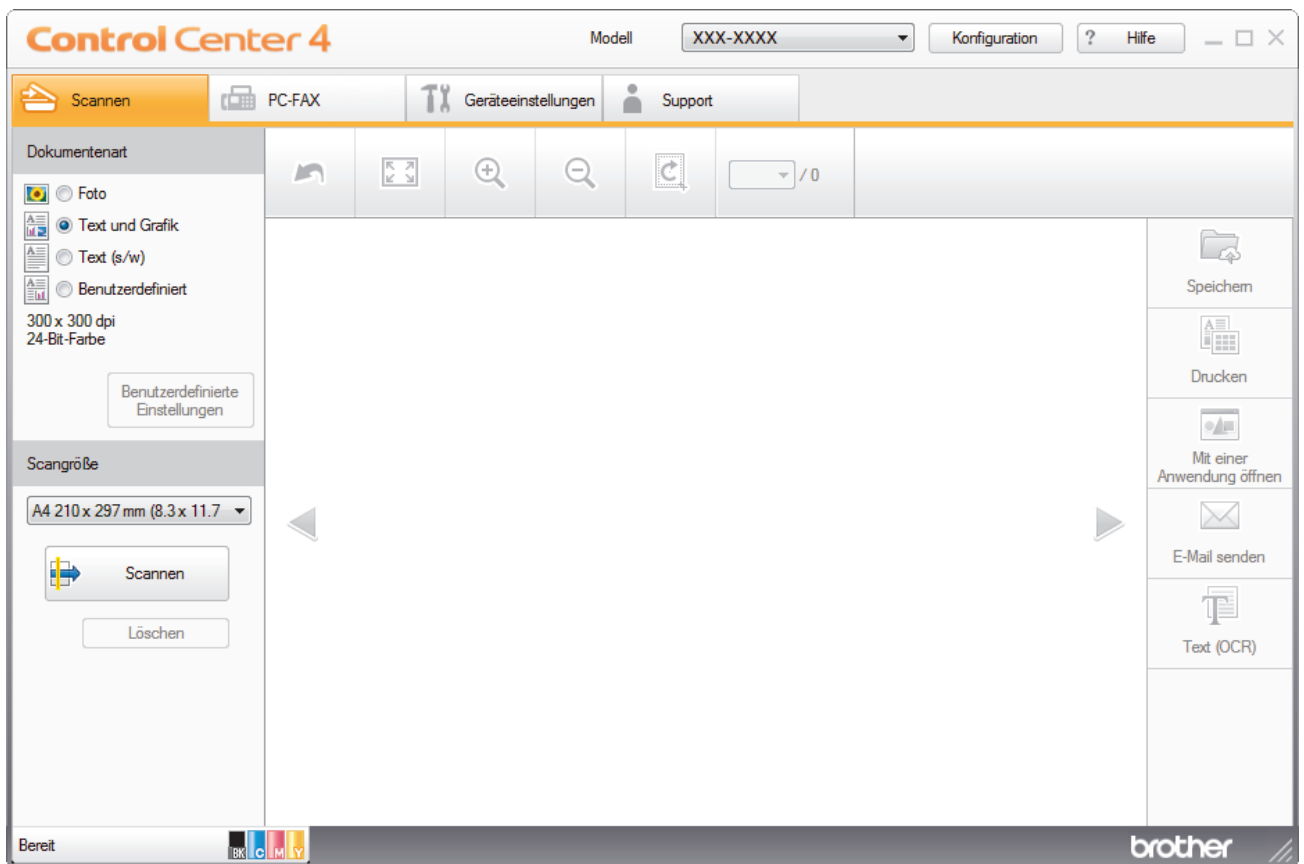 Control Center 4
Modell
XXX-XXXX
Konfiguration
? Hilfe
Scannen
PC-FAX
Geräteeinstellungen
Support
Dokumentenart
Foto
Text und Grafik
Text (s/w)
Benutzerdefiniert
300 x 300 dpi
24-Bit-Farbe
Benutzerdefinierte
Einstellungen
Scangröße
A4 210 x 297 mm (8.3 x 11.7
Scannen
Löschen
/ 0
Speichern
Drucken
Mit einer
Anwendung öffnen
E-Mail senden
Text (OCR)
Bereit
BK C M Y
brother